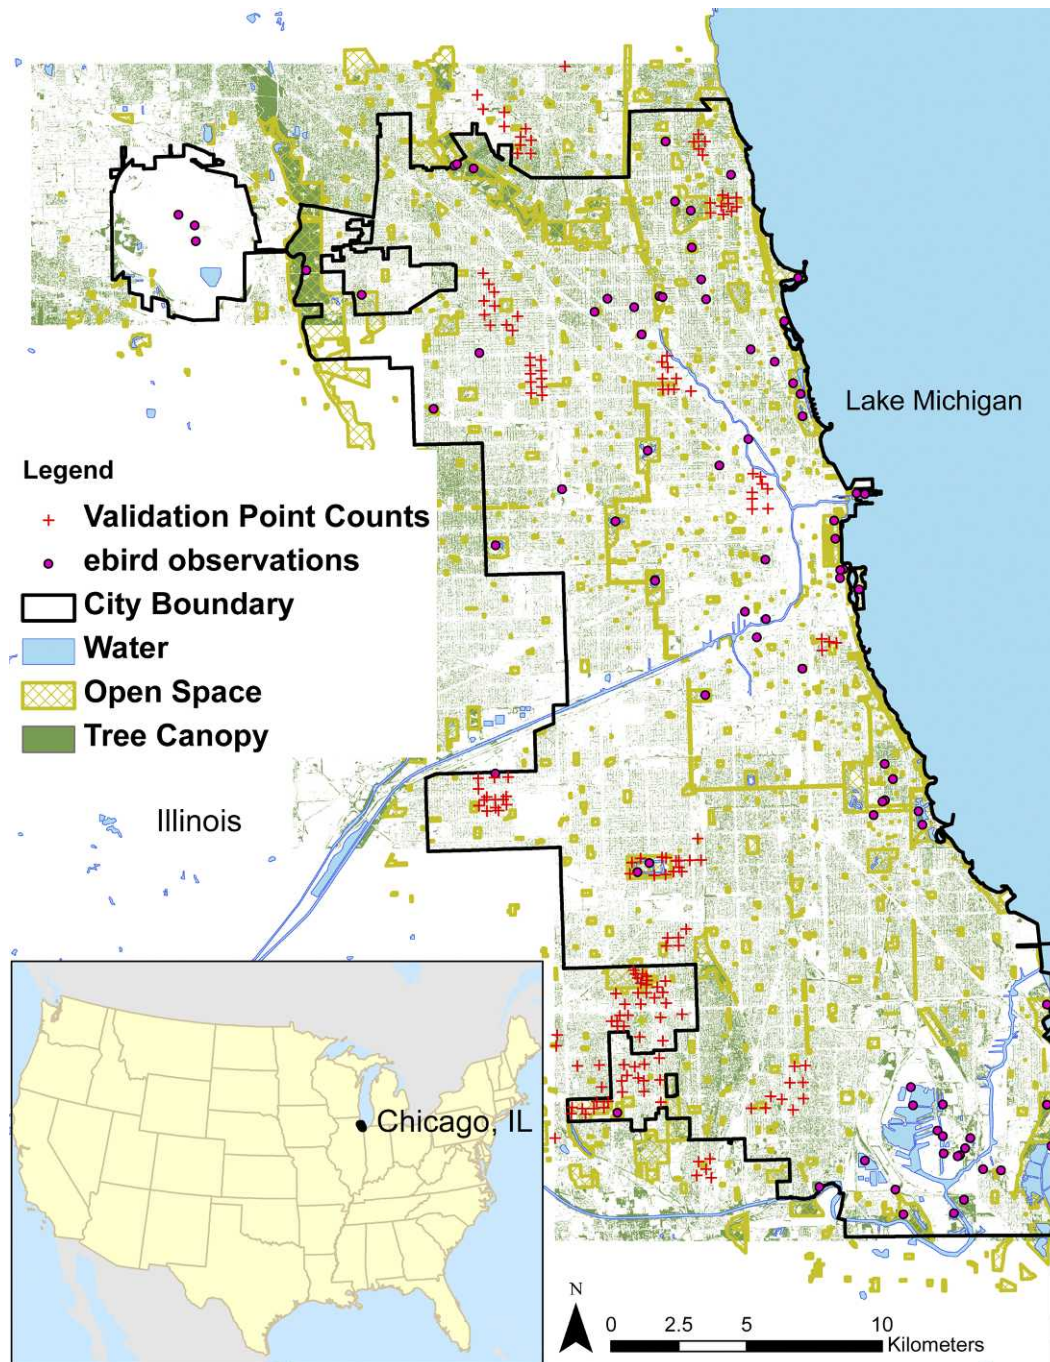 Lake Michigan
Legend
Validation Point Counts
ebird observations
City Boundary
Water
Open Space
Tree Canopy
Illinois
Chicago, IL
N
0 2.5 5 10
Kilometers